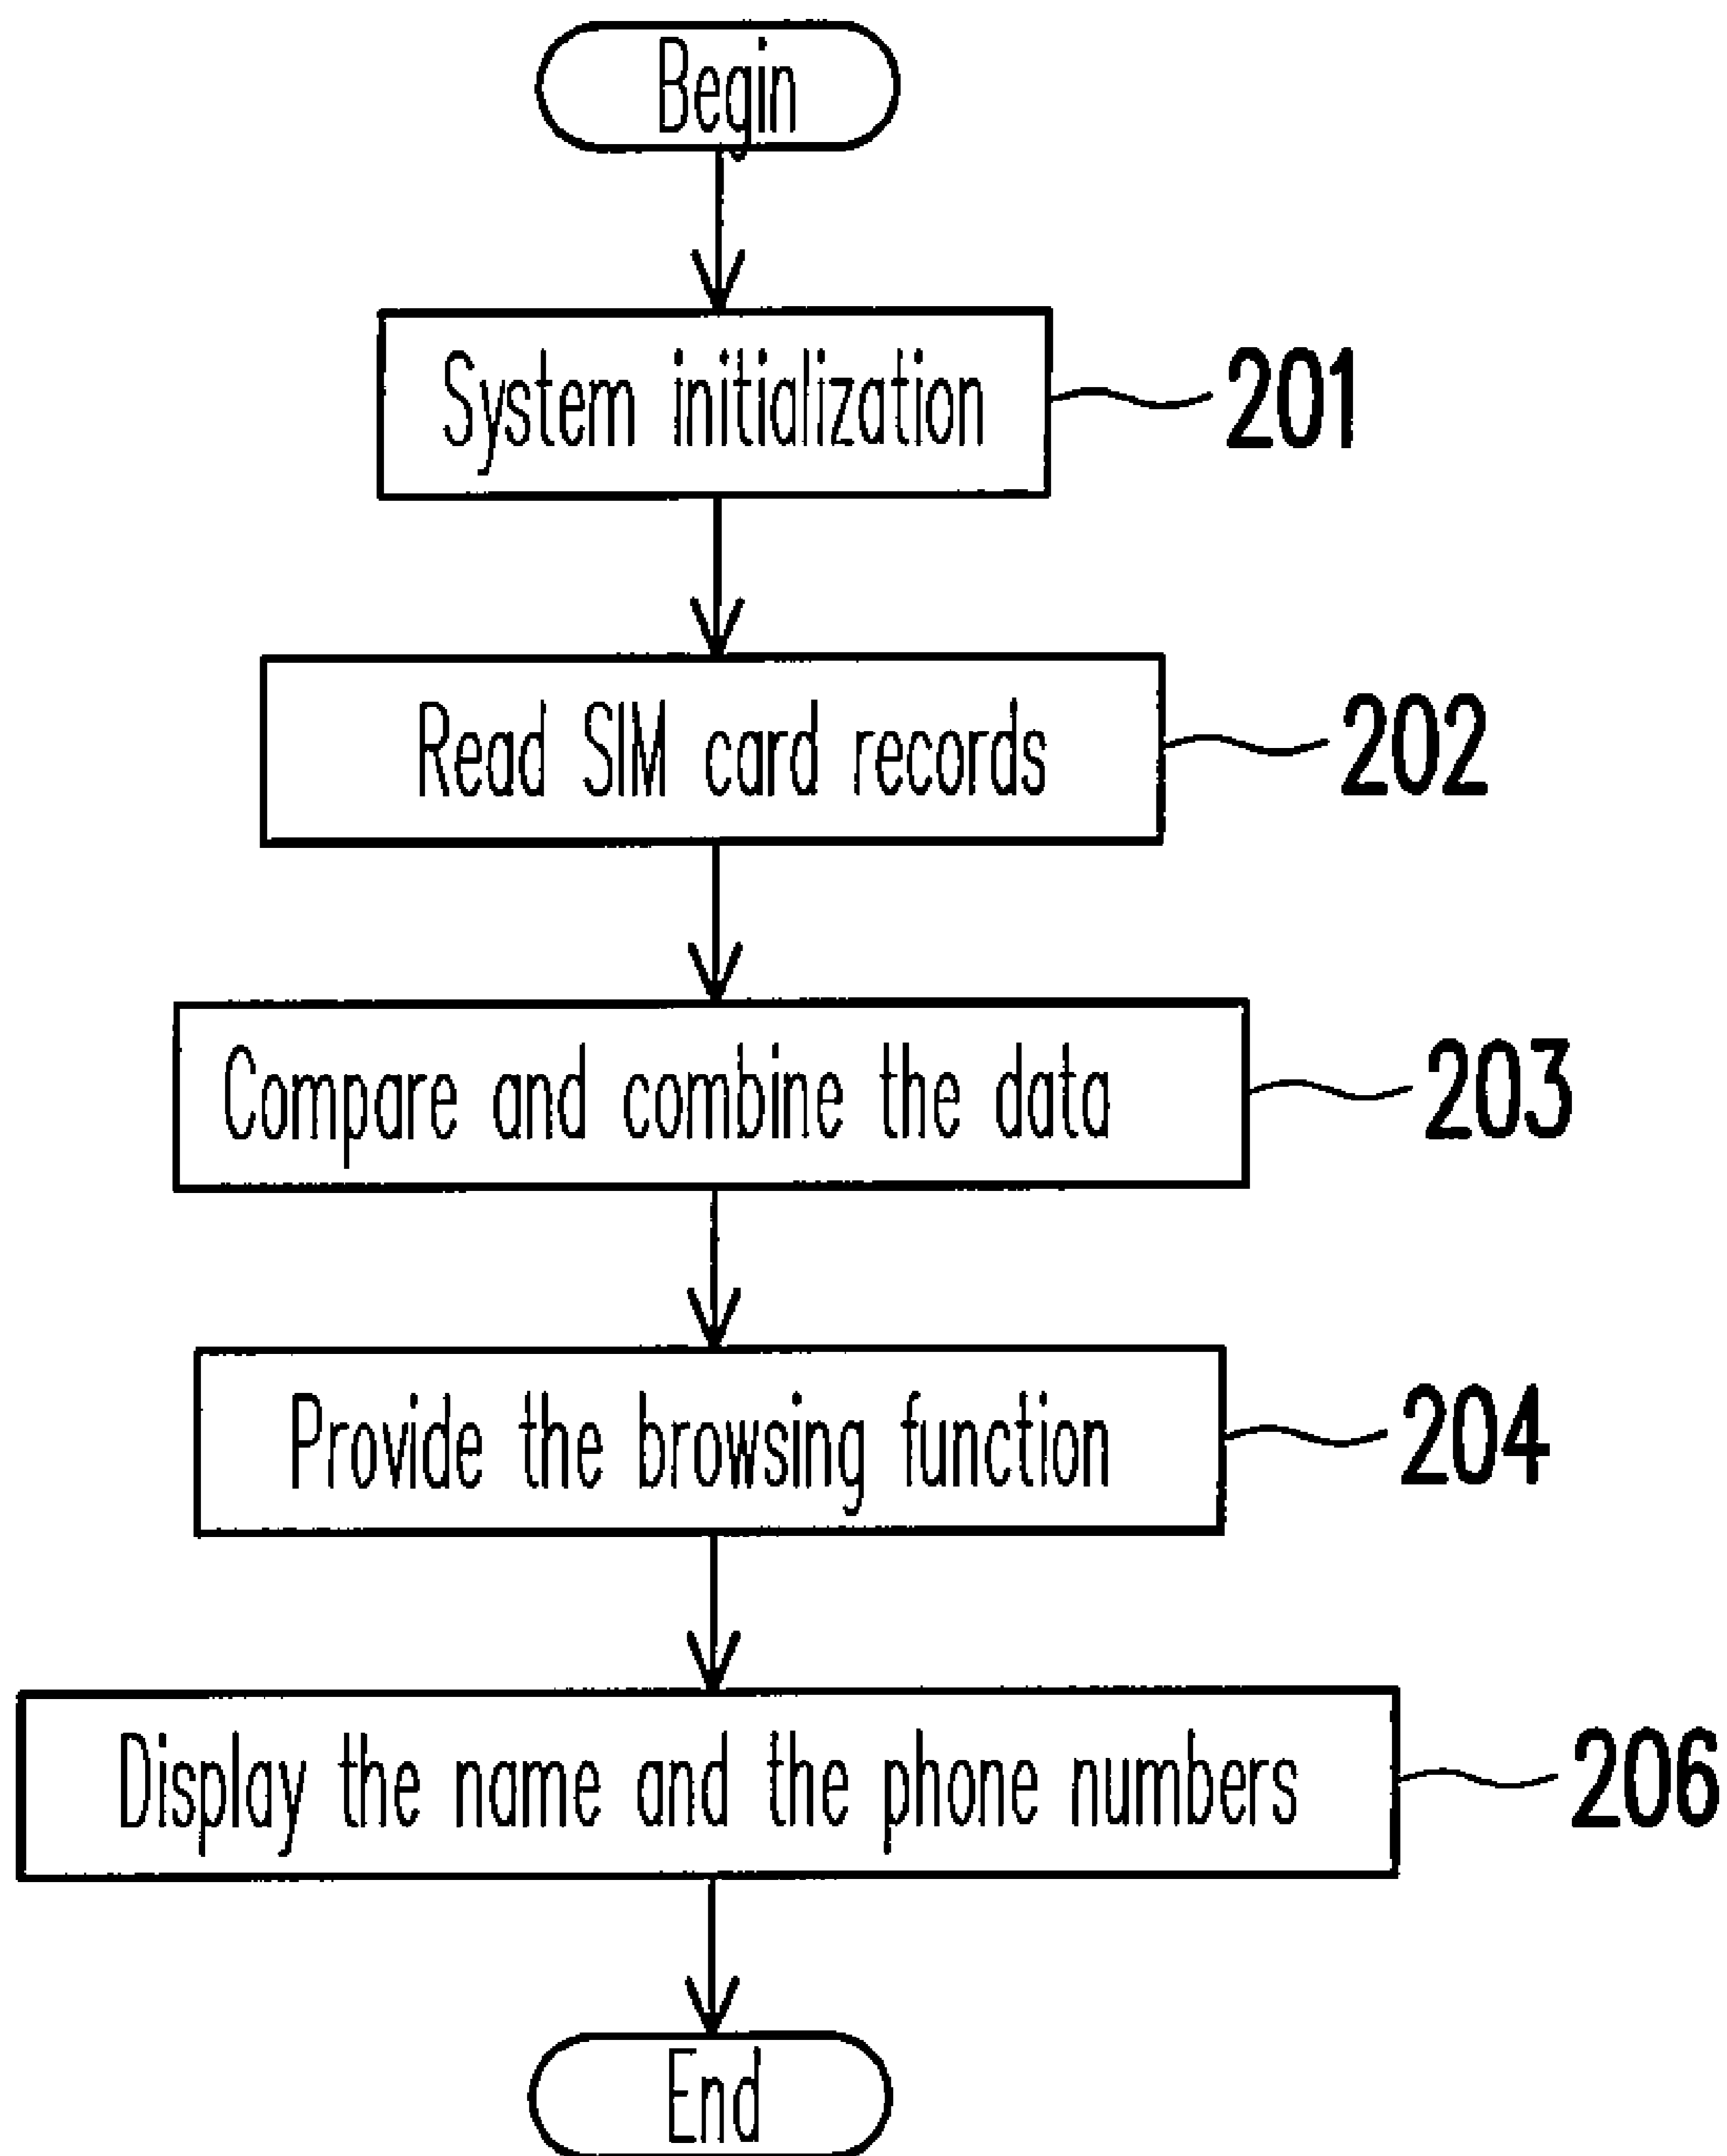 Begin
System initialization
201
Read SIM card records
202
Compare and combine the data
203
Provide the browsing function
204
Display the name and the phone numbers
206
End